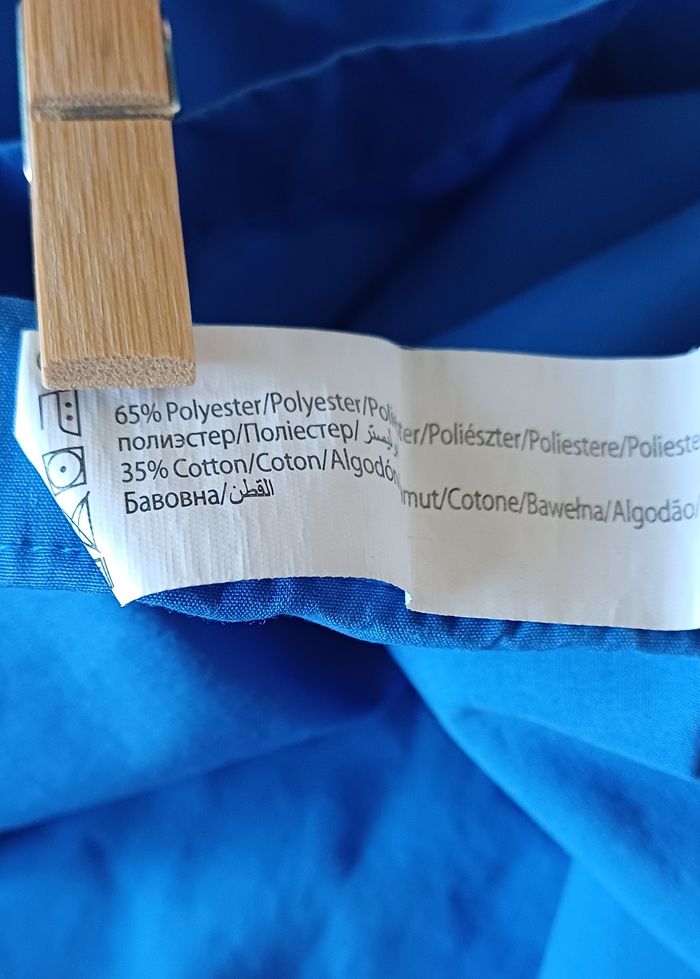 65% Polyester/Polyester/Poli ter/Poliészter/Poliestere/Polieste
полиэстер/Поліестер/
35% Cotton/Coton/Algodón mut/Cotone/Bawełna/Algodão/
Бавовна/القطن